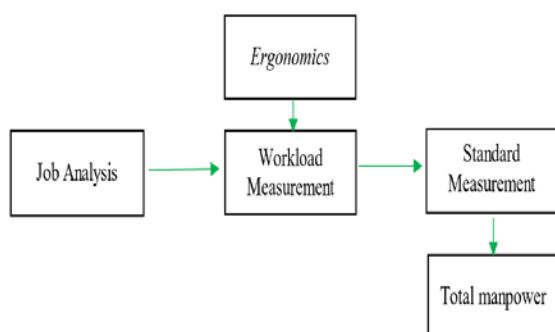 Ergonomics
Job Analysis
Workload
Measurement
Standard
Measurement
Total manpower